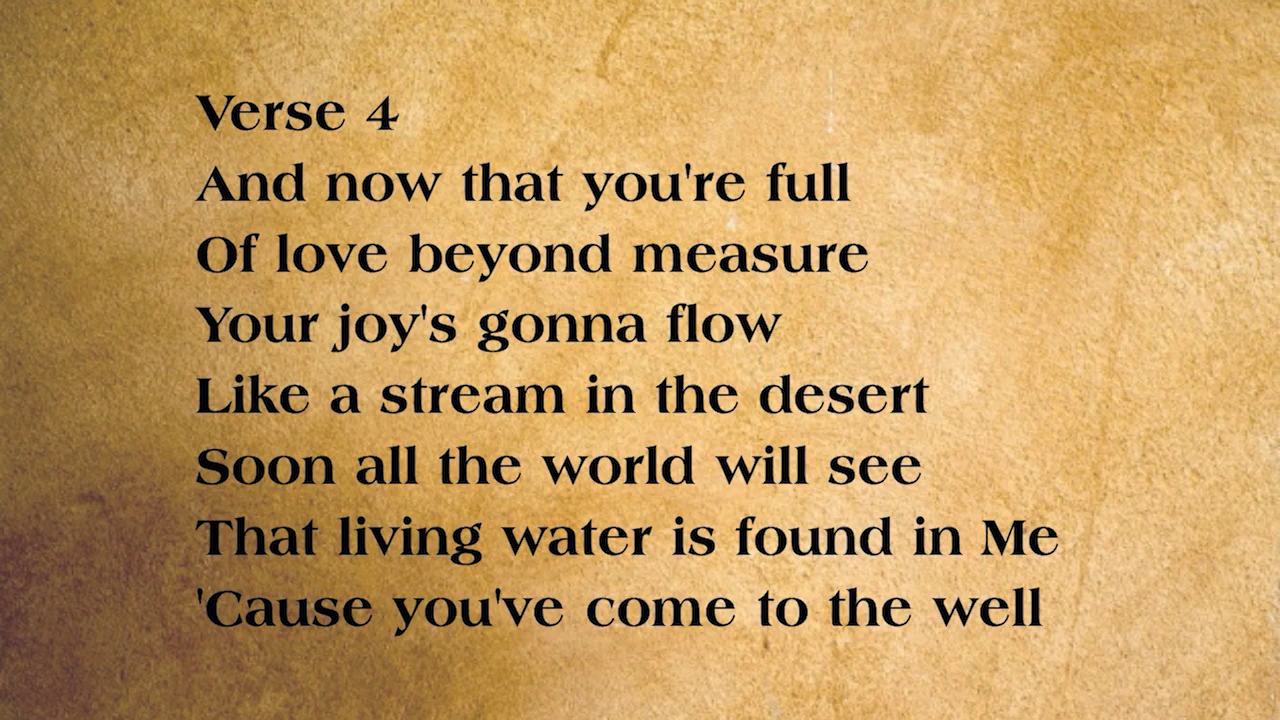 Verse 4
And now that you're full
Of love beyond measure
Your joy's gonna flow
Like a stream in the desert
Soon all the world will see
That living water is found in Me
'Cause you've come to the well